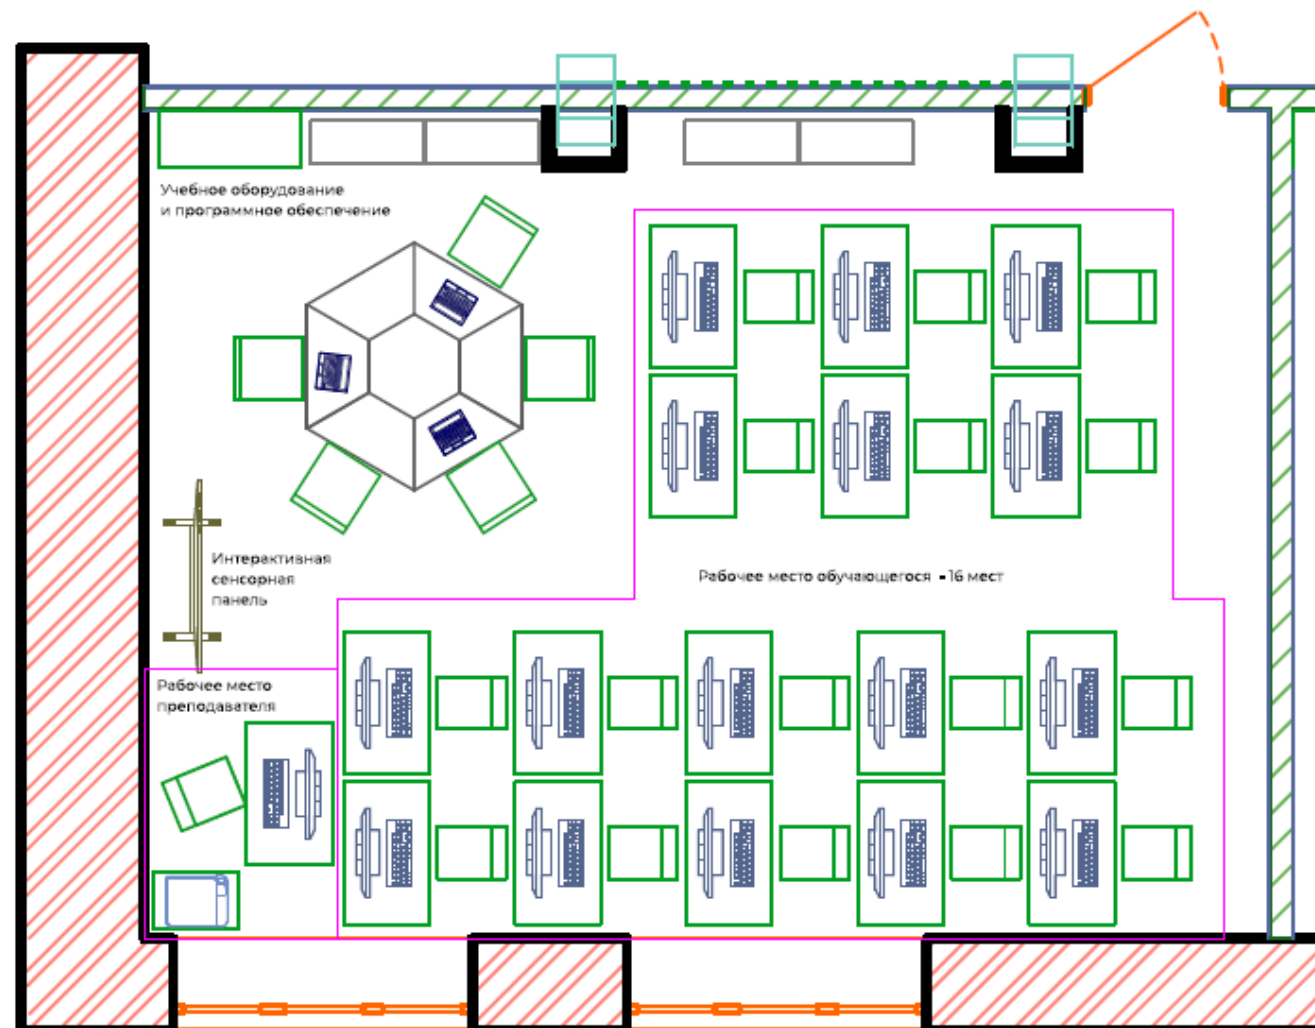 Учебное оборудование
и программное обеспечение
Интерактивная
сенсорная
панель
Рабочее место обучающегося - 16 мест
Рабочее место
преподавателя